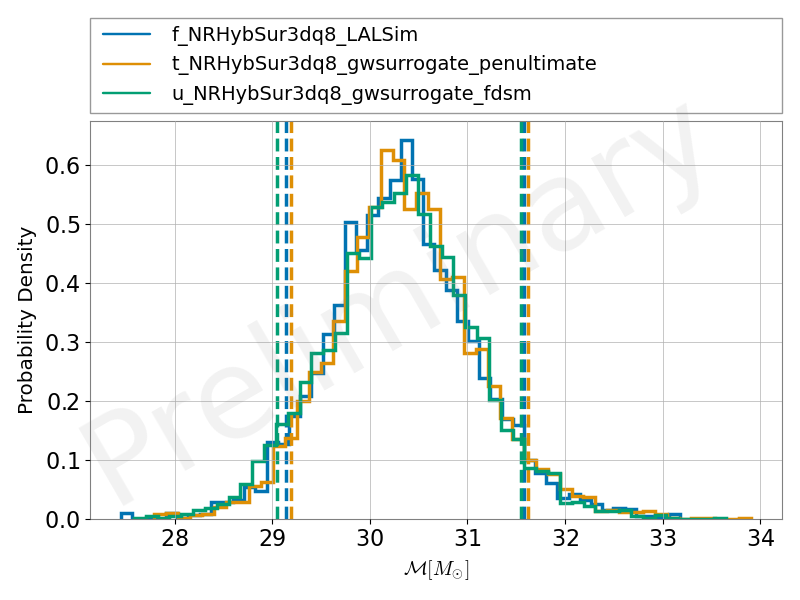 f_NRHybSur3dq8_LALSim
t_NRHybSur3dq8_gwsurrogate_penultimate
u_NRHybSur3dq8_gwsurrogate_fdsm
Preliminary
Probability Density
0.6
0.5
0.4
0.3
0.2
0.1
0.0
28 29 30 31 32 33 34
ℳ[M⊙]